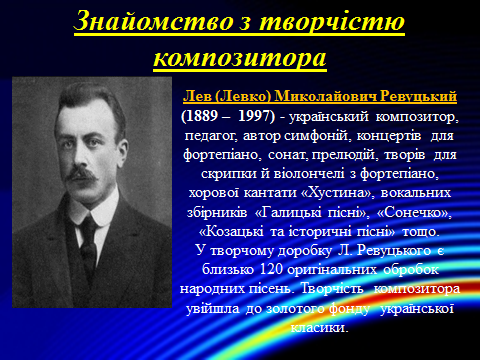 Знайомство з творчістю
композитора
Лев (Левко) Миколайович Ревуцький
(1889 – 1997) - український композитор,
педагог, автор симфоній, концертів для
фортепіано, сонат, прелюдій, творів для
скрипки й віолончелі з фортепіано,
хорової кантати «Хустина», вокальних
збірників «Галицькі пісні», «Сонечко»,
«Козацькі та історичні пісні» тощо.
У творчому доробку Л. Ревуцького є
близько 120 оригінальних обробок
народних пісень. Творчість композитора
увійшла до золотого фонду української
класики.